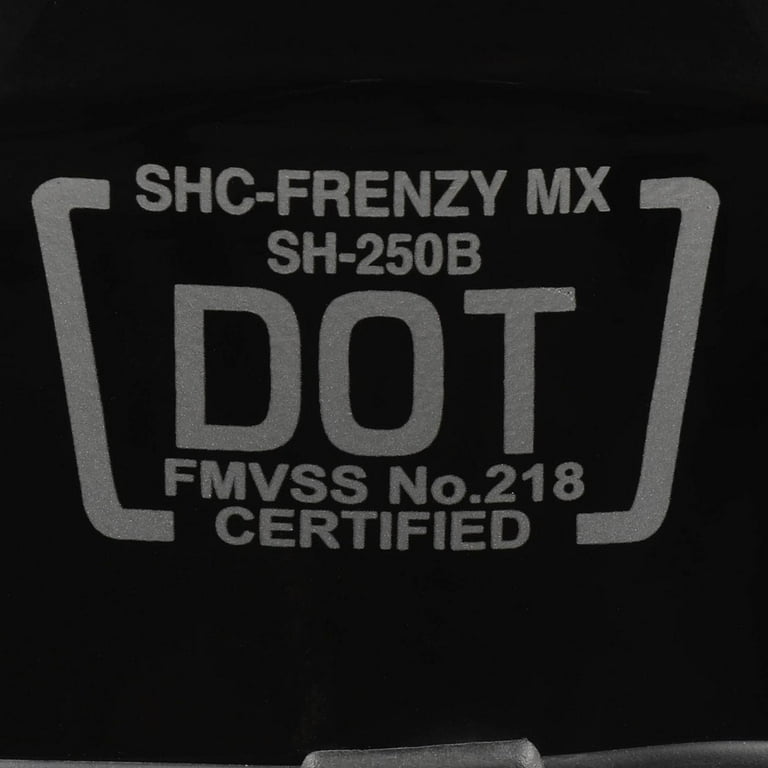 SHC-FRENZY MX
SH-250B
DOT
FMVSS No.218
CERTIFIED